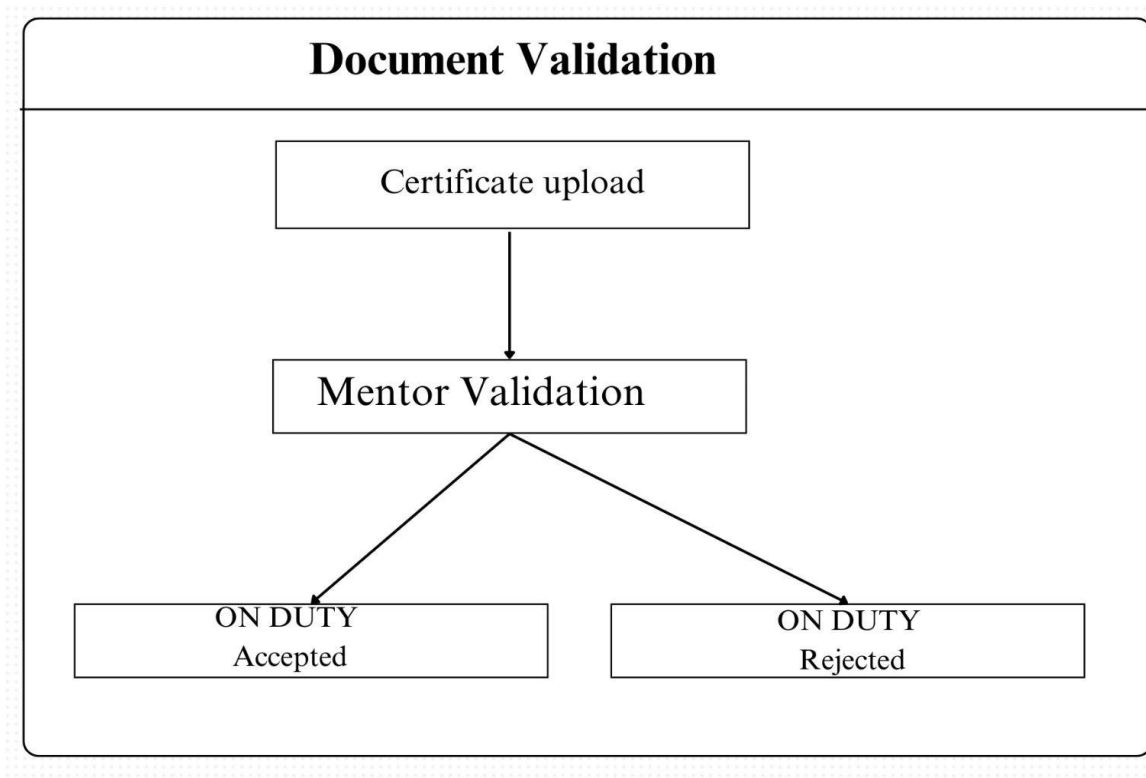 Document Validation
Certificate upload
Mentor Validation
ON DUTY
Accepted
ON DUTY
Rejected